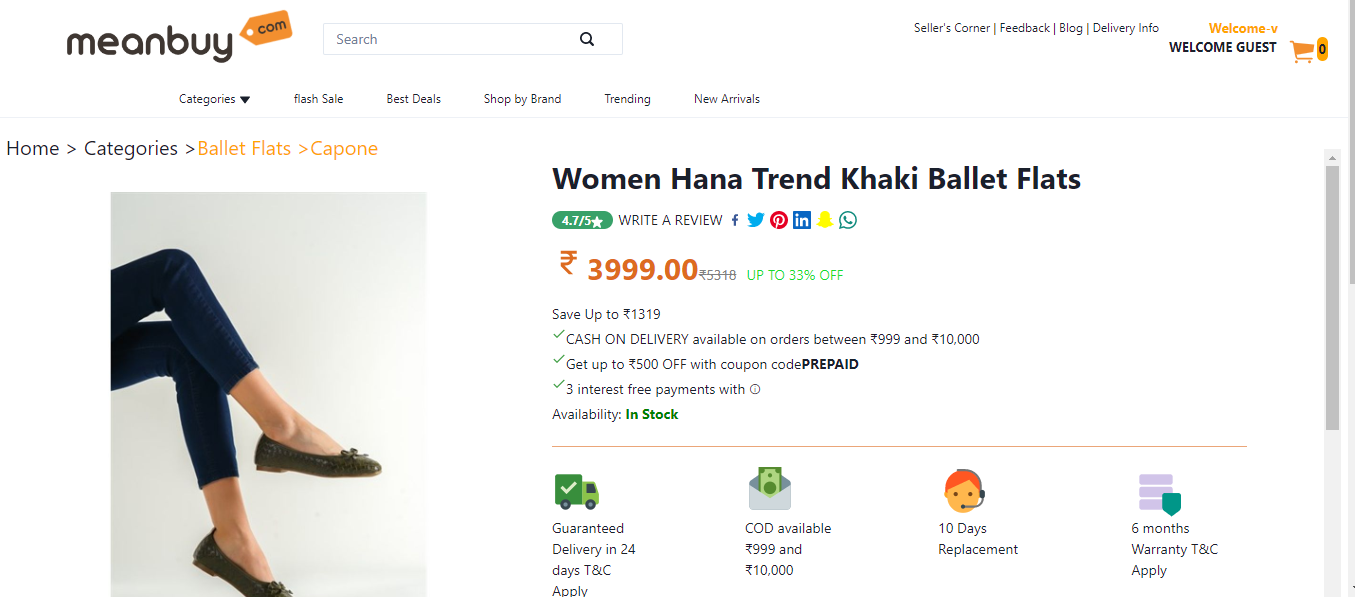 meanbuy .com
Search
Seller's Corner | Feedback | Blog | Delivery Info
Welcome-v
WELCOME GUEST
0
Categories flash Sale Best Deals Shop by Brand Trending New Arrivals
Home > Categories >Ballet Flats >Capone
Women Hana Trend Khaki Ballet Flats
4.7/5★ WRITE A REVIEW
₹ 3999.00₹5318 UP TO 33% OFF
Save Up to ₹1319
CASH ON DELIVERY available on orders between ₹999 and ₹10,000
Get up to ₹500 OFF with coupon codePREPAID
3 interest free payments with
Availability: In Stock
Guaranteed
Delivery in 24
days T&C
Apply
COD available
₹999 and
₹10,000
10 Days
Replacement
6 months
Warranty T&C
Apply